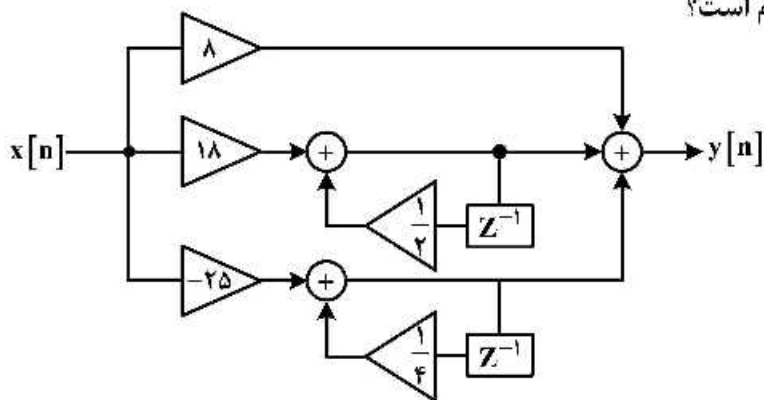 است؟
۸
x[n]
۱۸
+
+
y[n]
۱
۲
Z⁻¹
-۲۵
+
۱
۴
Z⁻¹